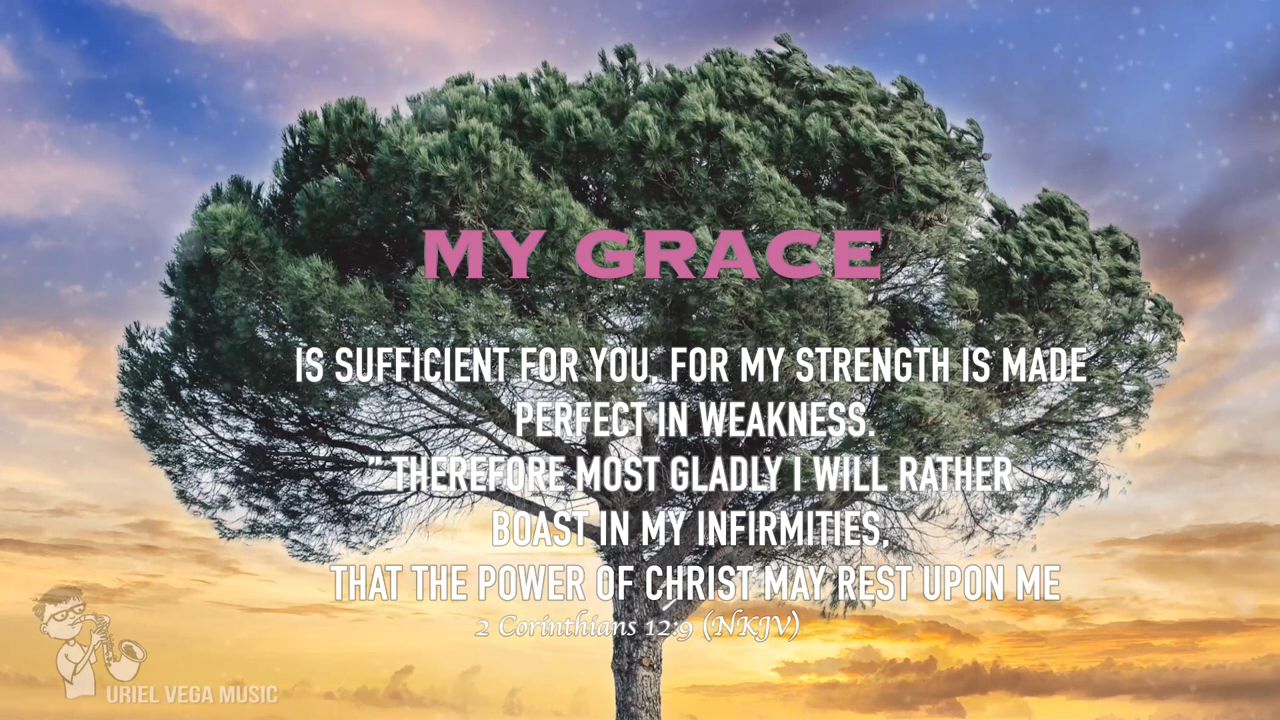 MY GRACE
IS SUFFICIENT FOR YOU, FOR MY STRENGTH IS MADE
PERFECT IN WEAKNESS.
" THEREFORE MOST GLADLY I WILL RATHER
BOAST IN MY INFIRMITIES,
THAT THE POWER OF CHRIST MAY REST UPON ME
2 Corinthians 12:9 (NKJV)
URIEL VEGA MUSIC